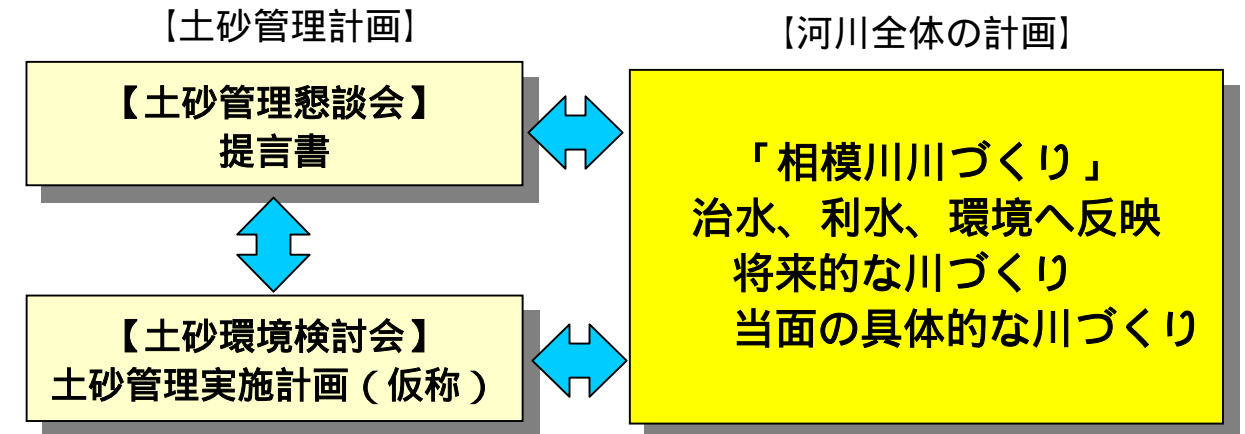 【土砂管理計画】
【土砂管理懇談会】
提言書
【土砂環境検討会】
土砂管理実施計画（仮称）
【河川全体の計画】
「相模川川づくり」
治水、利水、環境へ反映
将来的な川づくり
当面の具体的な川づくり